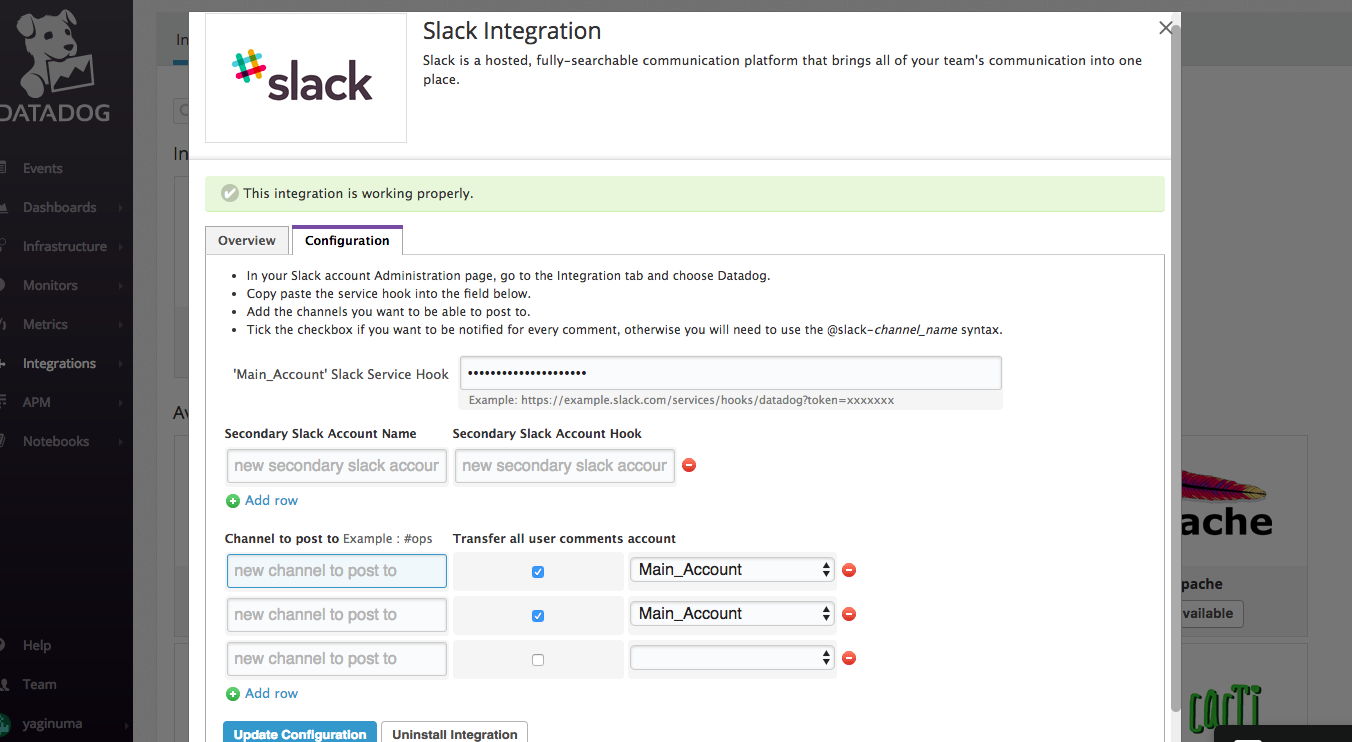 DATADOG
Events
Dashboards
Infrastructure
Monitors
Metrics
Integrations
APM
Notebooks
Help
Team
yaginuma
In
In
Av
slack
Slack Integration
Slack is a hosted, fully-searchable communication platform that brings all of your team's communication into one
place.
This integration is working properly.
Overview
Configuration
In your Slack account Administration page, go to the Integration tab and choose Datadog.
Copy paste the service hook into the field below.
Add the channels you want to be able to post to.
Tick the checkbox if you want to be notified for every comment, otherwise you will need to use the @slack-channel_name syntax.
'Main_Account' Slack Service Hook
•••••••••••••••••••••
Example: https://example.slack.com/services/hooks/datadog?token=xxxxxxx
Secondary Slack Account Name Secondary Slack Account Hook
new secondary slack accour new secondary slack accour
Add row
Channel to post to Example : #ops Transfer all user comments account
new channel to post to Main_Account
new channel to post to Main_Account
new channel to post to
Add row
Update Configuration Uninstall Integration
ache
pache
vailable
cacti